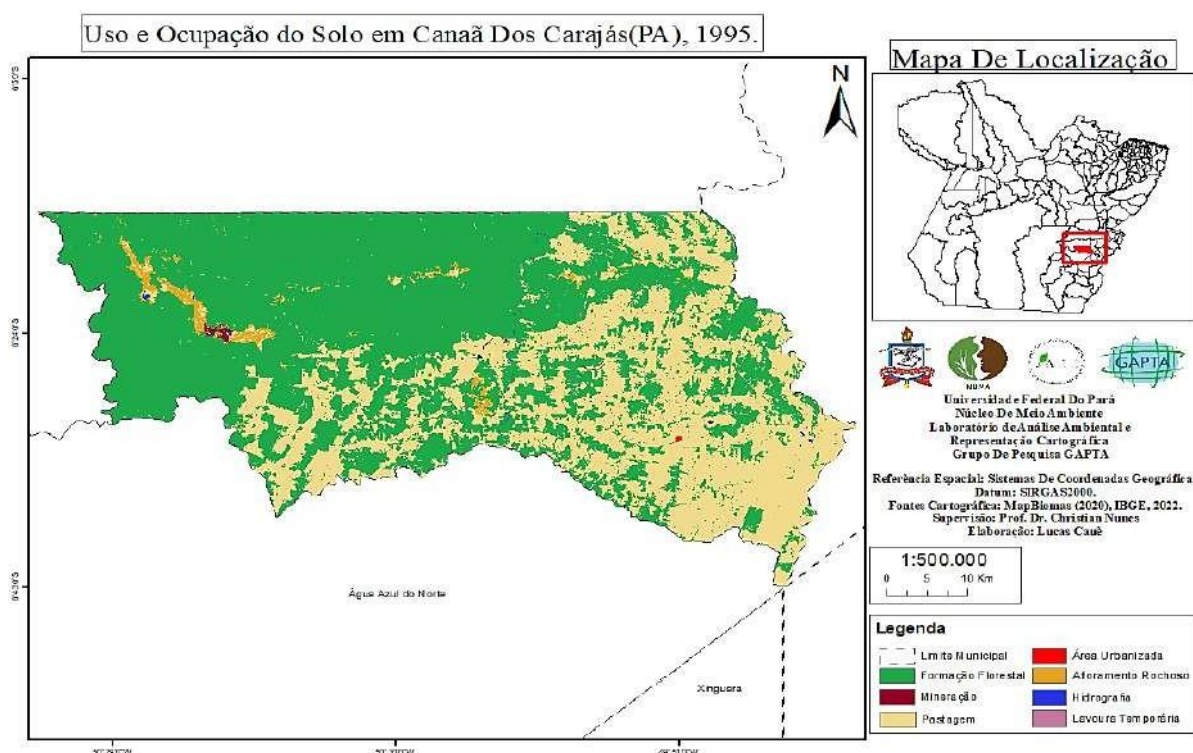 Uso e Ocupação do Solo em Canaã Dos Carajás(PA), 1995.
N
Água Azul do Norte
Xinguara
Mapa De Localização
NUMA
GAPTA
Universidade Federal Do Pará
Núcleo De Meio Ambiente
Laboratório de Análise Ambiental e
Representação Cartográfica
Grupo De Pesquisa GAPTA
Referência Espacial: Sistemas De Coordenadas Geográfica
Datum: SIRGAS2000.
Fontes Cartográfica: MapBiomas (2020), IBGE, 2022.
Supervisão: Prof. Dr. Christian Nunes
Elaboração: Lucas Cauê
1:500.000
0 5 10 Km
Legenda
Limite Municipal
Formação Florestal
Mineração
Pastagem
Área Urbanizada
Afloramento Rochoso
Hidrografia
Lavoura Temporária